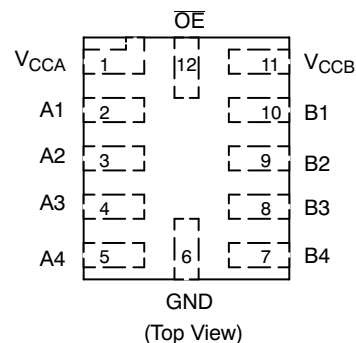 OE
VCCA 1 12 11 VCCB
A1 2 10 B1
A2 3 9 B2
A3 4 8 B3
A4 5 6 7 B4
GND
(Top View)